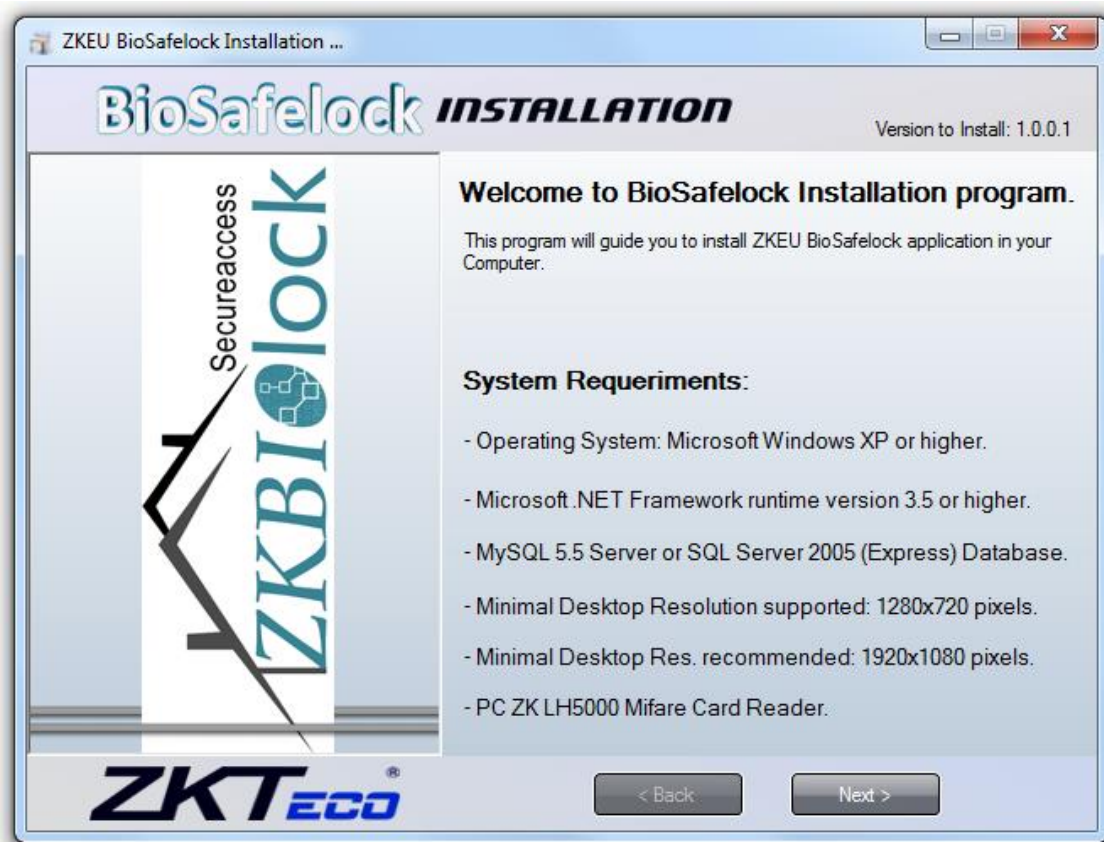 ZKEU BioSafelock Installation ...
BioSafelock INSTALLATION
Version to Install: 1.0.0.1
Secureaccess
ZKBIOlock
Welcome to BioSafelock Installation program.
This program will guide you to install ZKEU BioSafelock application in your
Computer.
System Requeriments:
- Operating System: Microsoft Windows XP or higher.
- Microsoft .NET Framework runtime version 3.5 or higher.
- MySQL 5.5 Server or SQL Server 2005 (Express) Database.
- Minimal Desktop Resolution supported: 1280x720 pixels.
- Minimal Desktop Res. recommended: 1920x1080 pixels.
- PC ZK LH5000 Mifare Card Reader.
ZKTECO®
< Back
Next >